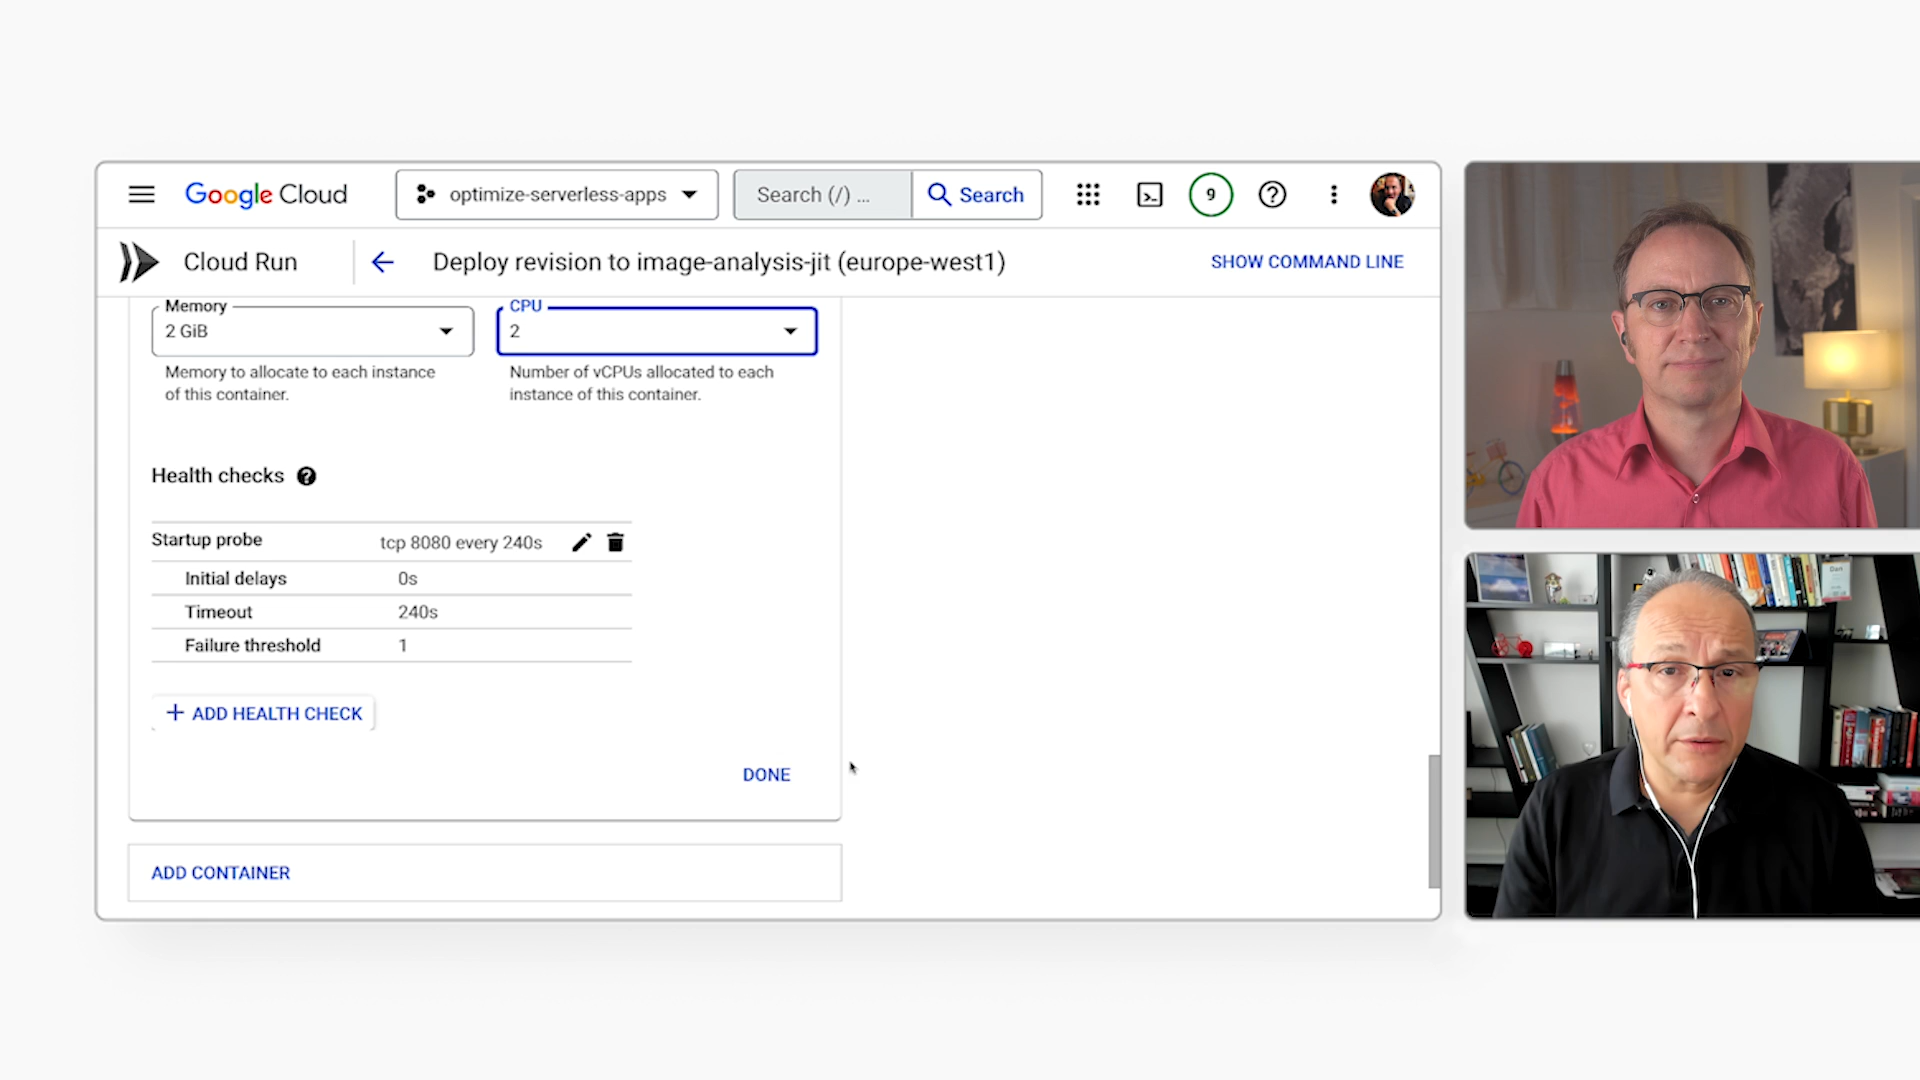 Google Cloud
optimize-serverless-apps
Search (/) ...
Search
9
Cloud Run
Deploy revision to image-analysis-jit (europe-west1)
SHOW COMMAND LINE
Memory
2 GiB
CPU
2
Memory to allocate to each instance
of this container.
Number of vCPUs allocated to each
instance of this container.
Health checks
Startup probe
tcp 8080 every 240s
Initial delays
0s
Timeout
240s
Failure threshold
1
+ ADD HEALTH CHECK
DONE
ADD CONTAINER
Dan